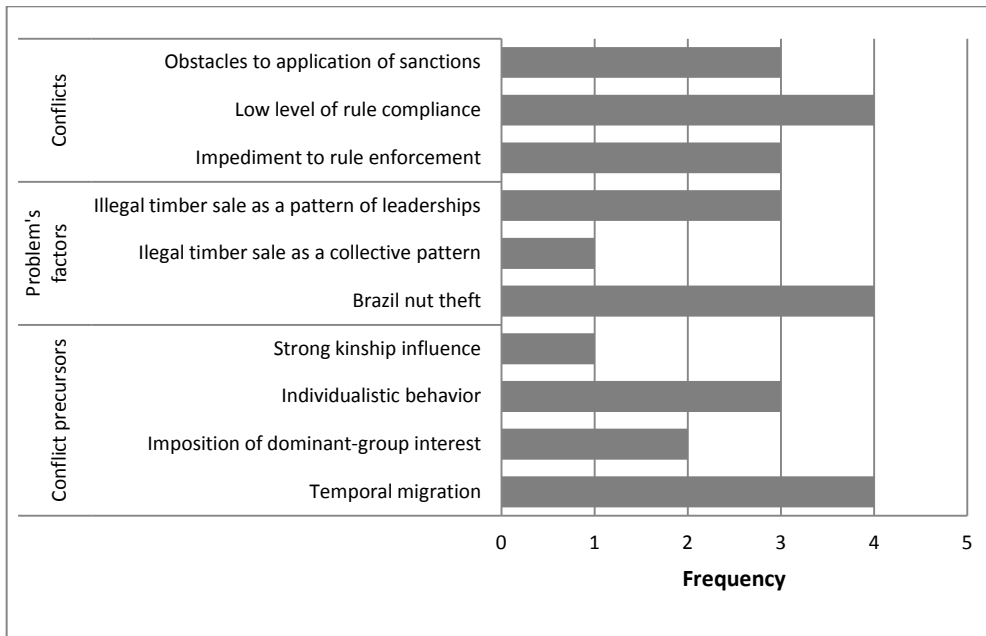 Conflicts
Obstacles to application of sanctions
Low level of rule compliance
Impediment to rule enforcement
Problem's
factors
Illegal timber sale as a pattern of leaderships
Ilegal timber sale as a collective pattern
Brazil nut theft
Conflict precursors
Strong kinship influence
Individualistic behavior
Imposition of dominant-group interest
Temporal migration
0 1 2 3 4 5
Frequency